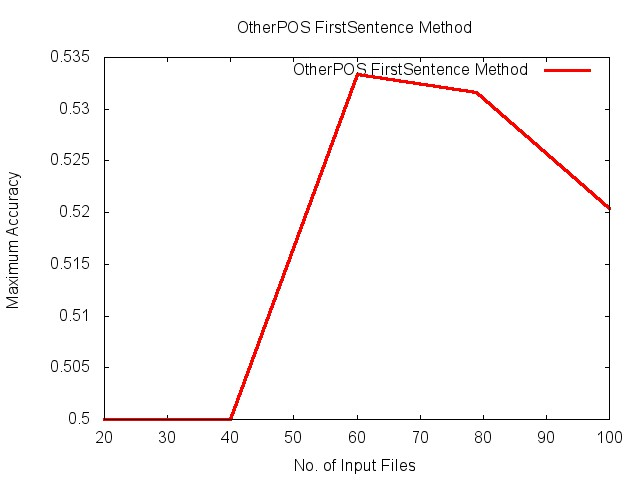 OtherPOS FirstSentence Method
0.535
OtherPOS FirstSentence Method
0.53
0.525
0.52
0.515
0.51
0.505
0.5
Maximum Accuracy
20 30 40 50 60 70 80 90 100
No. of Input Files